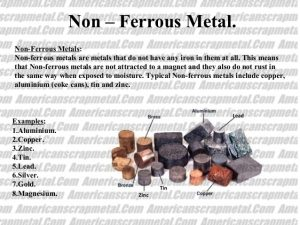 Non – Ferrous Metal.
Non-Ferrous Metals:
Non-ferrous metals are metals that do not have any iron in them at all. This means
that Non-ferrous metals are not attracted to a magnet and they also do not rust in
the same way when exposed to moisture. Typical Non-ferrous metals include copper,
aluminium (coke cans), tin and zinc.
Examples:
1.Aluminium.
2.Copper.
3.Zinc.
4.Tin.
5.Lead.
6.Silver.
7.Gold.
8.Magnesium.
Brass
Aluminium
Lead
Bronze
Zinc
Tin
Copper
Americanscrapmetal.Com